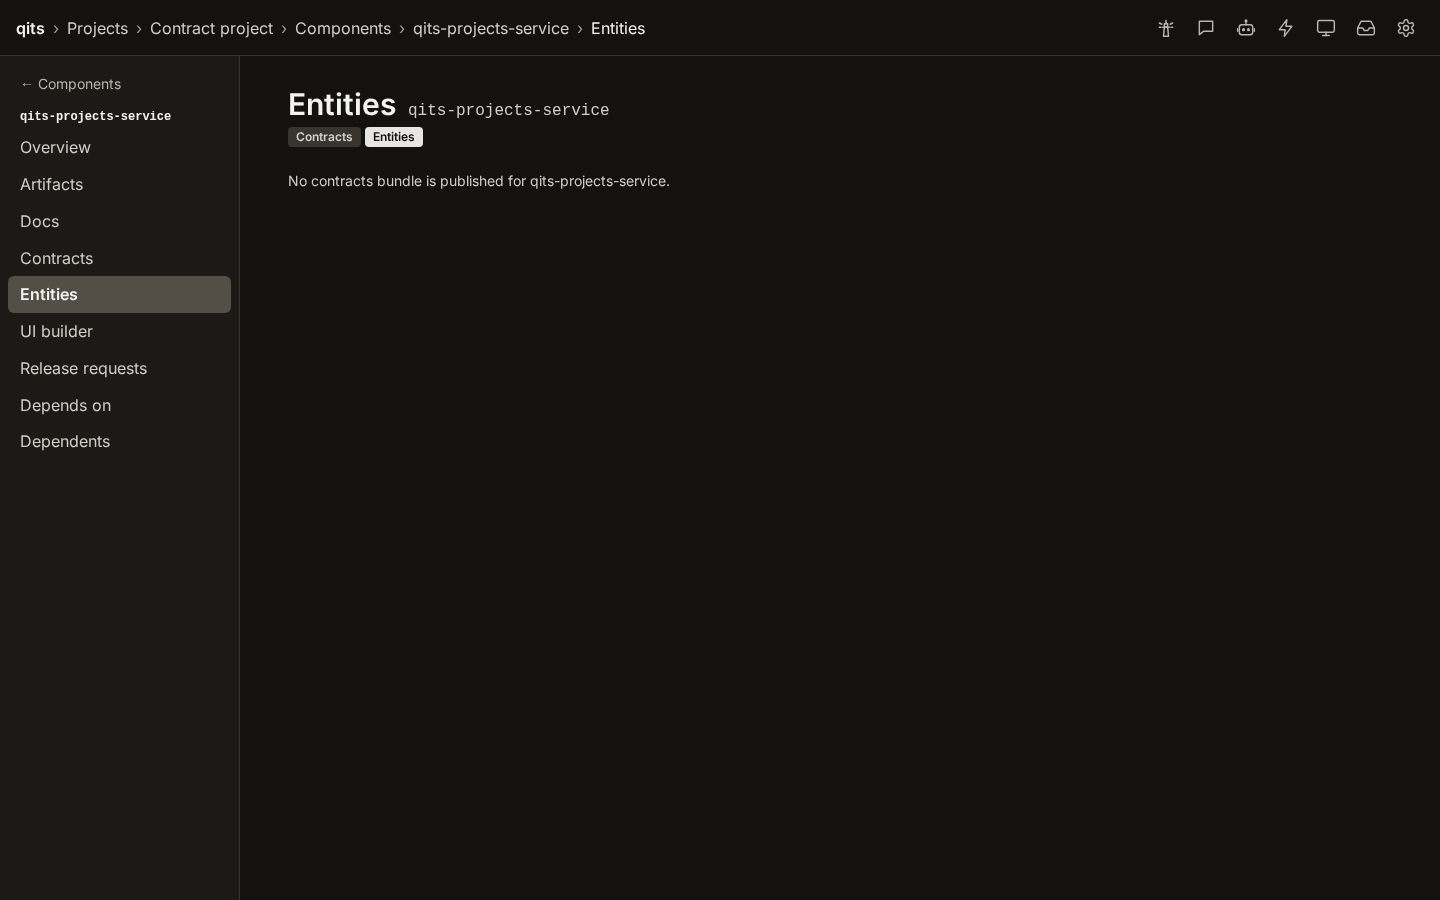 qits › Projects › Contract project › Components › qits-projects-service › Entities
← Components
qits-projects-service
Overview
Artifacts
Docs
Contracts
Entities
UI builder
Release requests
Depends on
Dependents
Entities qits-projects-service
Contracts Entities
No contracts bundle is published for qits-projects-service.